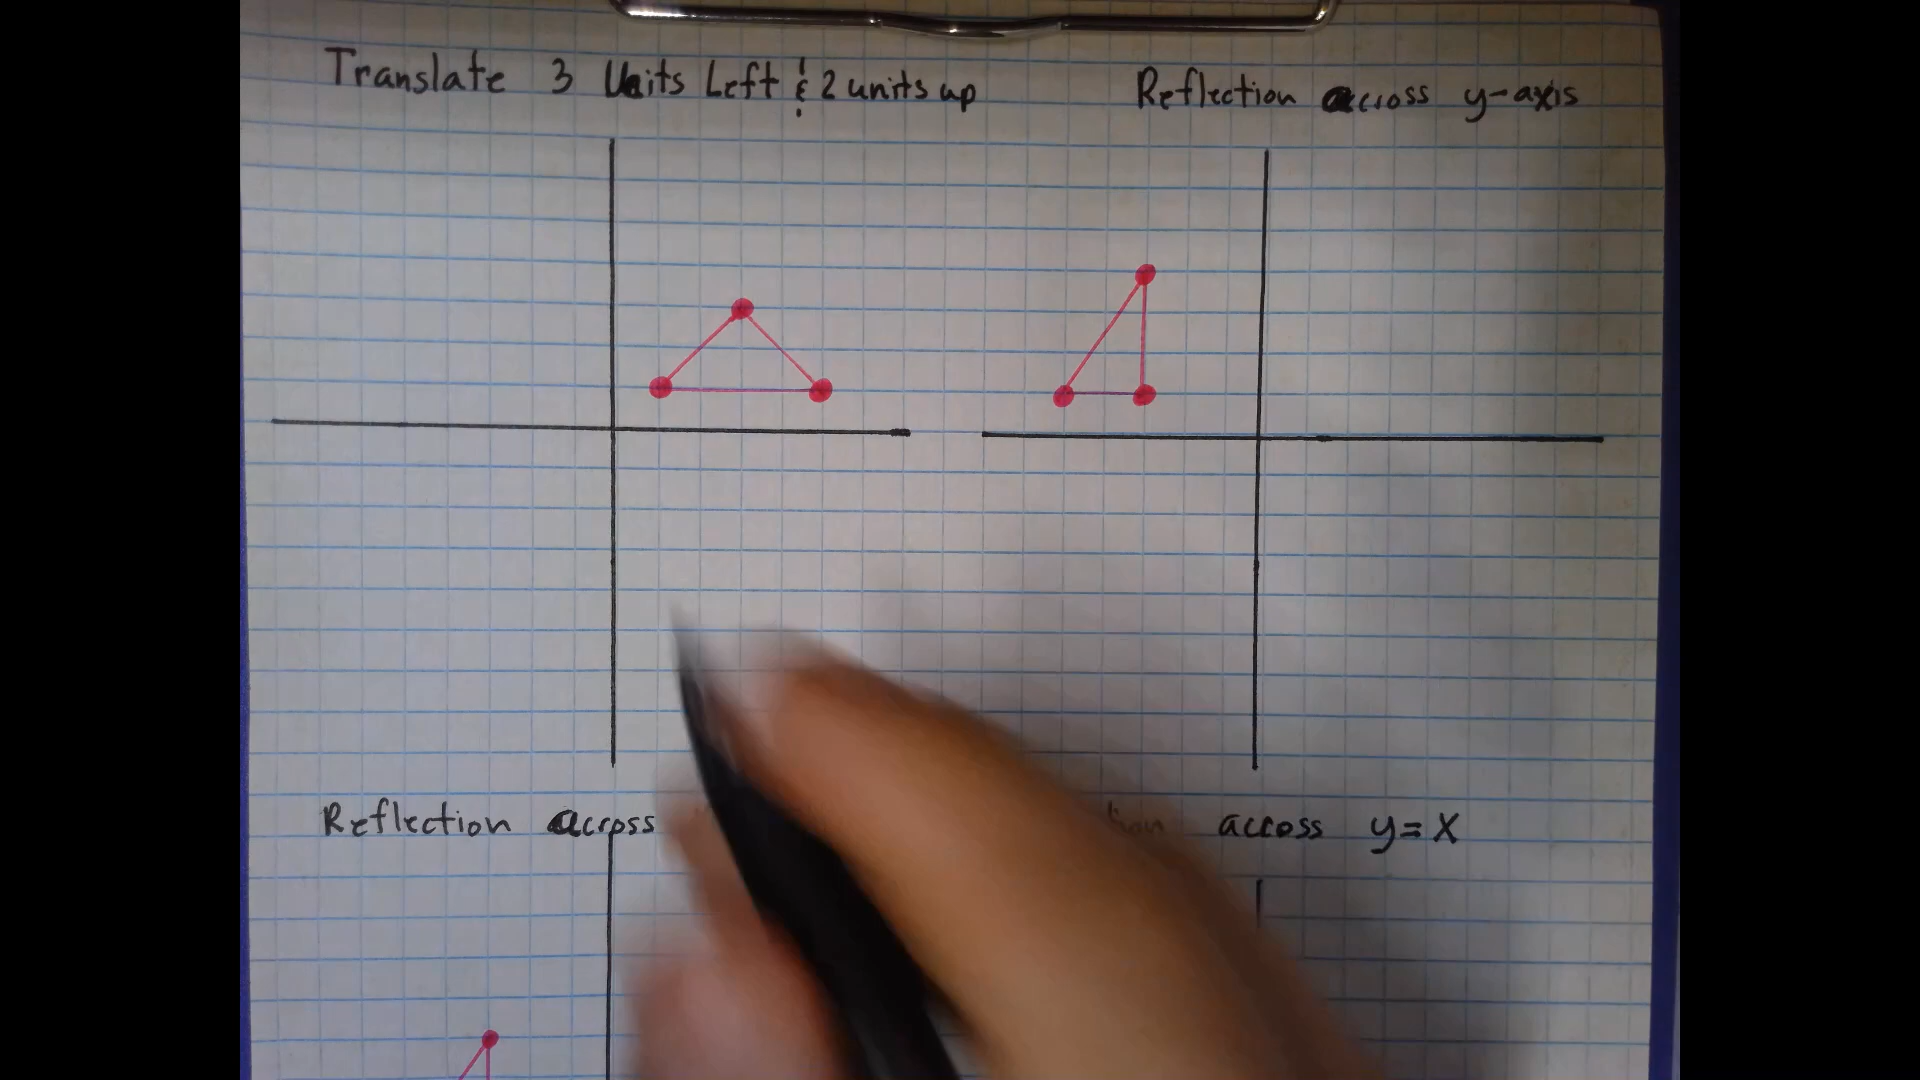 Translate 3 Units Left & 2 units up
Reflection across y-axis
Reflection across
across y=x